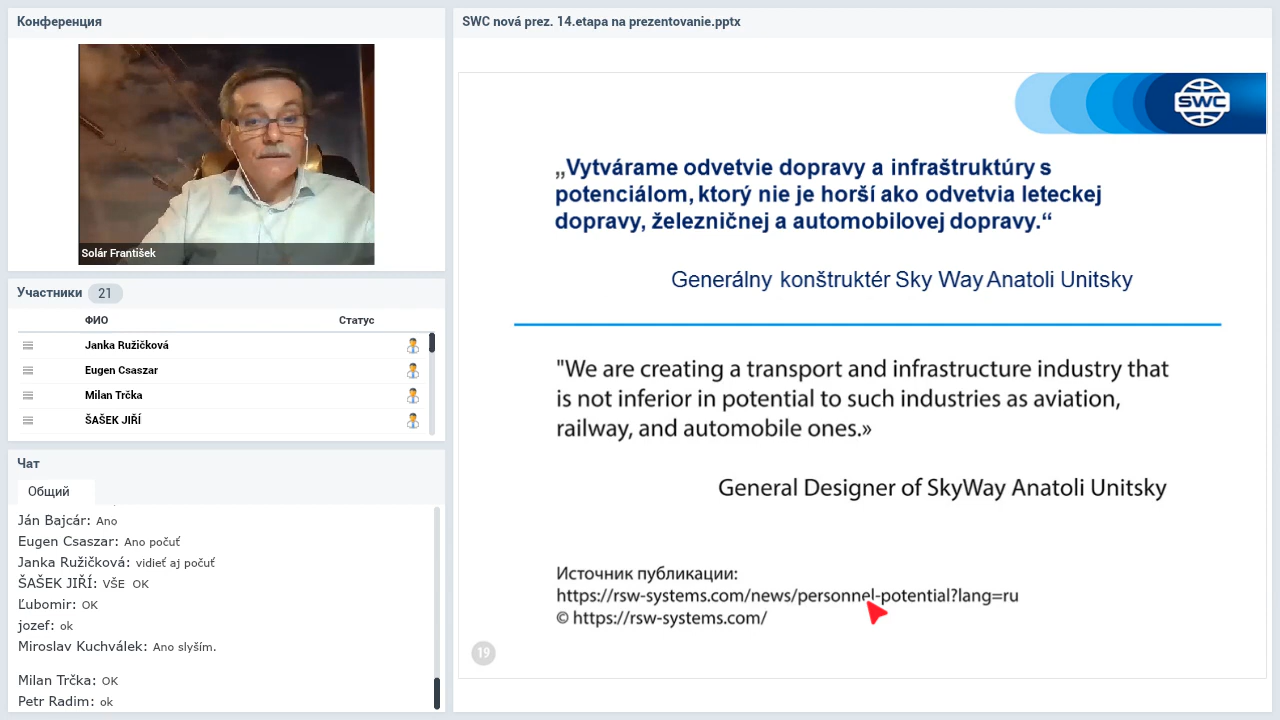 Конференция
Solár František
Участники 21
ФИО Статус
Janka Ružičková
Eugen Csaszar
Milan Trčka
ŠAŠEK JIŘÍ
Чат
Общий
Ján Bajcár: Ano
Eugen Csaszar: Ano počuť
Janka Ružičková: vidieť aj počuť
ŠAŠEK JIŘÍ: VŠE OK
Ľubomir: OK
jozef: ok
Miroslav Kuchválek: Ano slyším.
Milan Trčka: OK
Petr Radim: ok
SWC nová prez. 14.etapa na prezentovanie.pptx
SWC
„Vytvárame odvetvie dopravy a infraštruktúry s
potenciálom, ktorý nie je horší ako odvetvia leteckej
dopravy, železničnej a automobilovej dopravy.“
Generálny konštruktér Sky Way Anatoli Unitsky
"We are creating a transport and infrastructure industry that
is not inferior in potential to such industries as aviation,
railway, and automobile ones.»
General Designer of SkyWay Anatoli Unitsky
Источник публикации:
https://rsw-systems.com/news/personnel-potential?lang=ru
© https://rsw-systems.com/
19